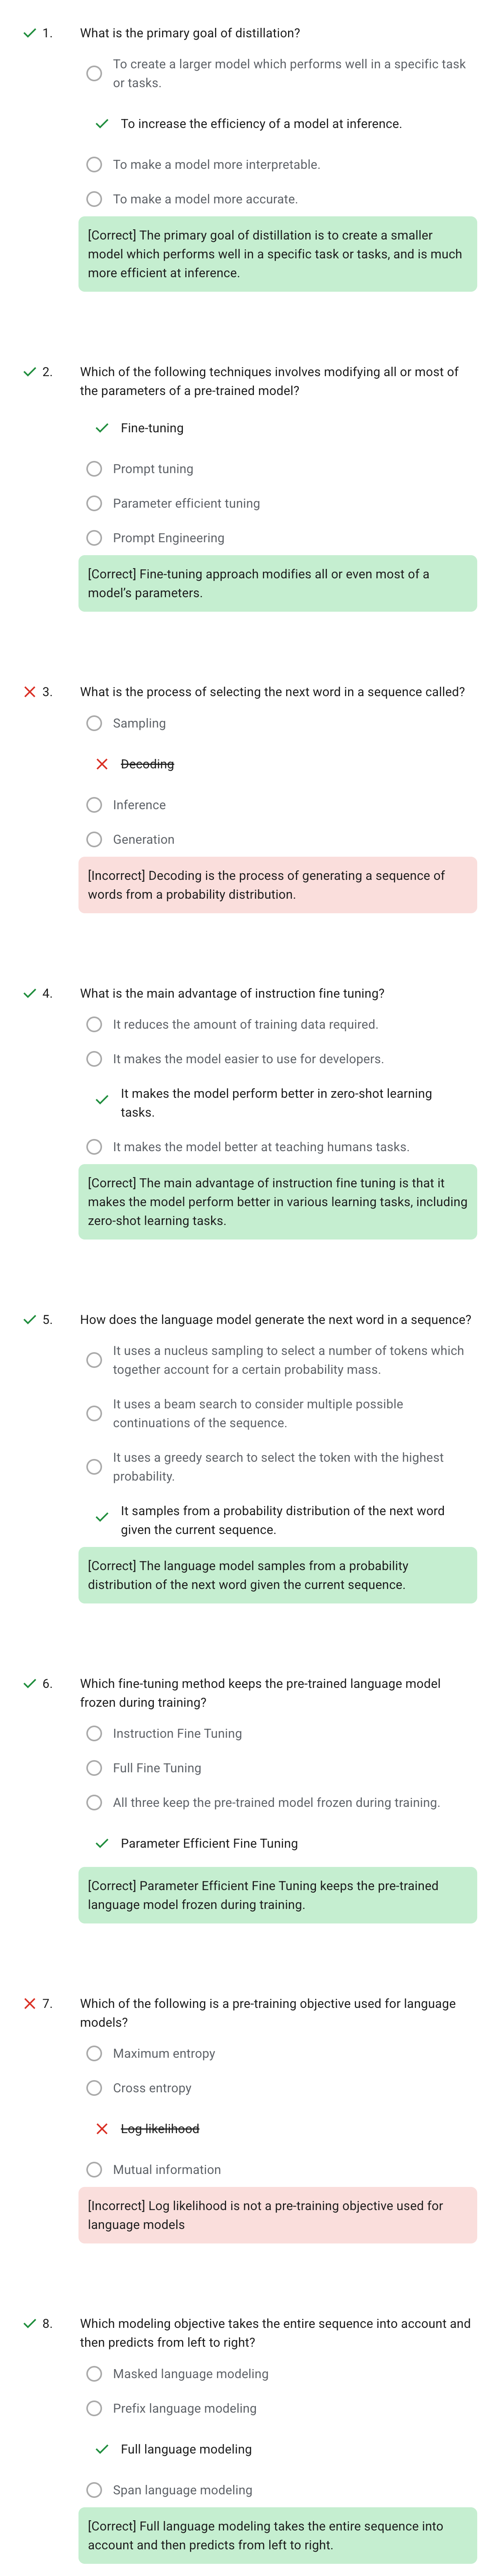 1. What is the primary goal of distillation?
To create a larger model which performs well in a specific task
or tasks.
To increase the efficiency of a model at inference.
To make a model more interpretable.
To make a model more accurate.
[Correct] The primary goal of distillation is to create a smaller
model which performs well in a specific task or tasks, and is much
more efficient at inference.
2. Which of the following techniques involves modifying all or most of
the parameters of a pre-trained model?
Fine-tuning
Prompt tuning
Parameter efficient tuning
Prompt Engineering
[Correct] Fine-tuning approach modifies all or even most of a
model's parameters.
3. What is the process of selecting the next word in a sequence called?
Sampling
Decoding
Inference
Generation
[Incorrect] Decoding is the process of generating a sequence of
words from a probability distribution.
4. What is the main advantage of instruction fine tuning?
It reduces the amount of training data required.
It makes the model easier to use for developers.
It makes the model perform better in zero-shot learning
tasks.
It makes the model better at teaching humans tasks.
[Correct] The main advantage of instruction fine tuning is that it
makes the model perform better in various learning tasks, including
zero-shot learning tasks.
5. How does the language model generate the next word in a sequence?
It uses a nucleus sampling to select a number of tokens which
together account for a certain probability mass.
It uses a beam search to consider multiple possible
continuations of the sequence.
It uses a greedy search to select the token with the highest
probability.
It samples from a probability distribution of the next word
given the current sequence.
[Correct] The language model samples from a probability
distribution of the next word given the current sequence.
6. Which fine-tuning method keeps the pre-trained language model
frozen during training?
Instruction Fine Tuning
Full Fine Tuning
All three keep the pre-trained model frozen during training.
Parameter Efficient Fine Tuning
[Correct] Parameter Efficient Fine Tuning keeps the pre-trained
language model frozen during training.
7. Which of the following is a pre-training objective used for language
models?
Maximum entropy
Cross entropy
Log likelihood
Mutual information
[Incorrect] Log likelihood is not a pre-training objective used for
language models
8. Which modeling objective takes the entire sequence into account and
then predicts from left to right?
Masked language modeling
Prefix language modeling
Full language modeling
Span language modeling
[Correct] Full language modeling takes the entire sequence into
account and then predicts from left to right.